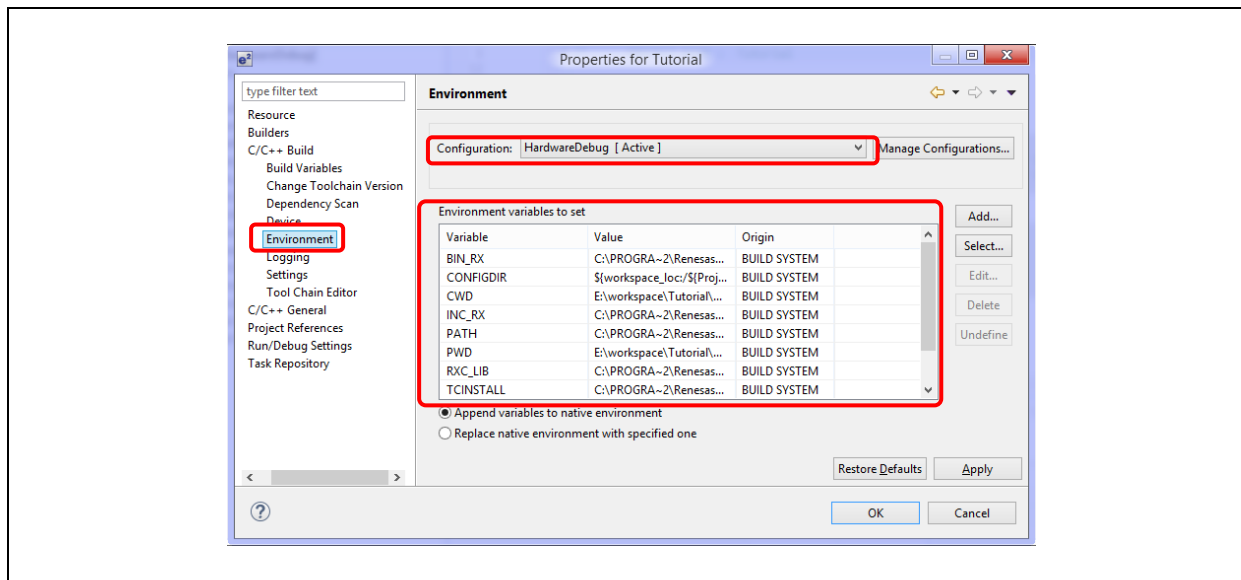 e²
Properties for Tutorial
type filter text
Environment
Resource
Builders
C/C++ Build
Build Variables
Change Toolchain Version
Dependency Scan
Device
Environment
Logging
Settings
Tool Chain Editor
C/C++ General
Project References
Run/Debug Settings
Task Repository
Configuration: HardwareDebug [ Active ] Manage Configurations...
Environment variables to set
Variable Value Origin
BIN_RX C:\PROGRA~2\Renesas... BUILD SYSTEM
CONFIGDIR ${workspace_loc:/${Proj... BUILD SYSTEM
CWD E:\workspace\Tutorial\... BUILD SYSTEM
INC_RX C:\PROGRA~2\Renesas... BUILD SYSTEM
PATH C:\PROGRA~2\Renesas... BUILD SYSTEM
PWD E:\workspace\Tutorial\... BUILD SYSTEM
RXC_LIB C:\PROGRA~2\Renesas... BUILD SYSTEM
TCINSTALL C:\PROGRA~2\Renesas... BUILD SYSTEM
Add...
Select...
Edit...
Delete
Undefine
Append variables to native environment
Replace native environment with specified one
Restore Defaults Apply
OK Cancel